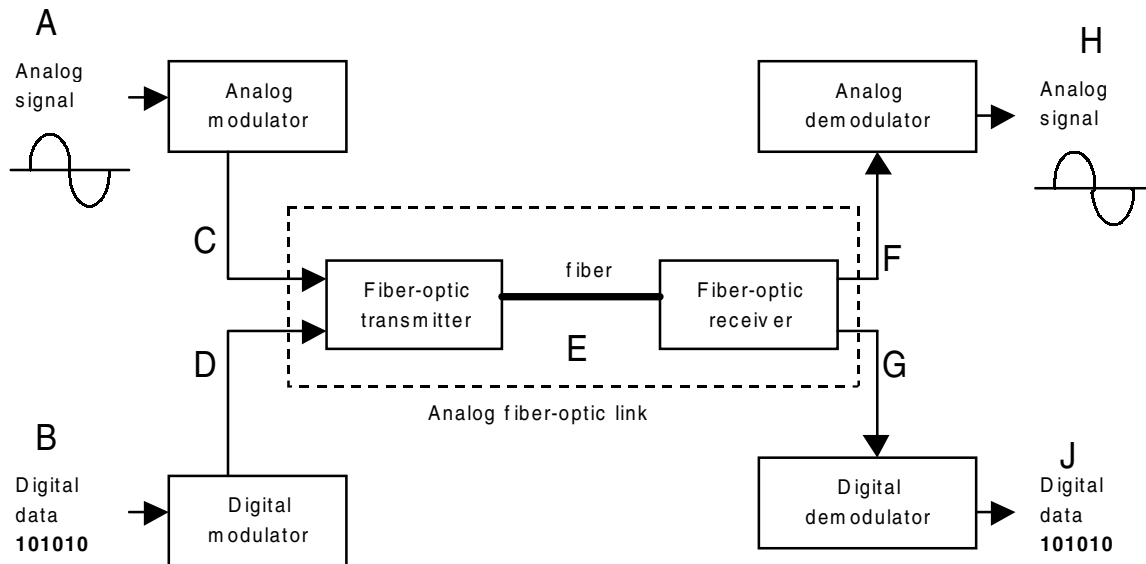 A
Analog
signal
Analog
modulator
H
Analog
demodulator
Analog
signal
C
fiber
F
Fiber-optic
transmitter
Fiber-optic
receiver
E
D
G
Analog fiber-optic link
B
Digital
data
101010
Digital
modulator
Digital
demodulator
J
Digital
data
101010